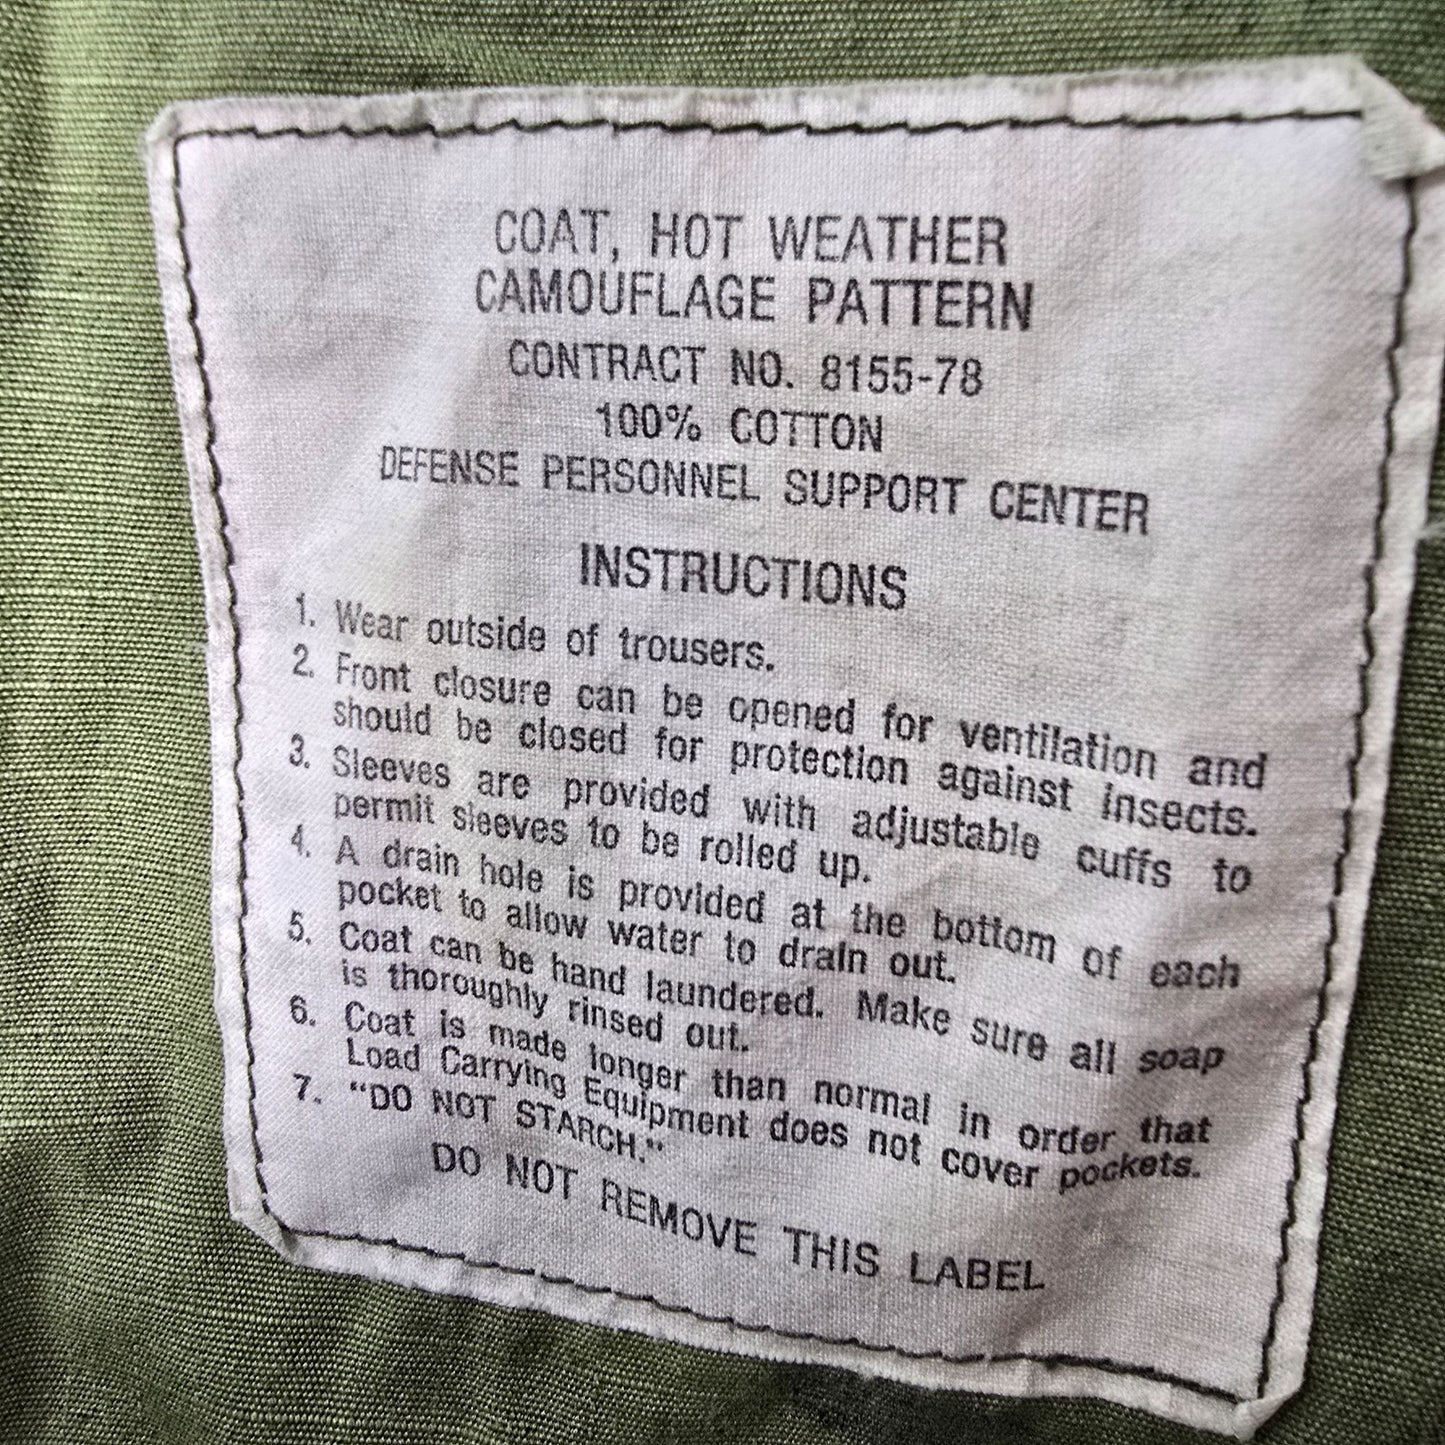 COAT, HOT WEATHER
CAMOUFLAGE PATTERN
CONTRACT NO. 8155-78
100% COTTON
DEFENSE PERSONNEL SUPPORT CENTER
INSTRUCTIONS
1. Wear outside of trousers.
2. Front closure can be opened for ventilation and
should be closed for protection against insects.
3. Sleeves are provided with adjustable cuffs to
permit sleeves to be rolled up.
4. A drain hole is provided at the bottom of each
pocket to allow water to drain out.
5. Coat can be hand laundered. Make sure all soap
is thoroughly rinsed out.
6. Coat is made longer than normal in order that
Load Carrying Equipment does not cover pockets.
7. "DO NOT STARCH."
DO NOT REMOVE THIS LABEL